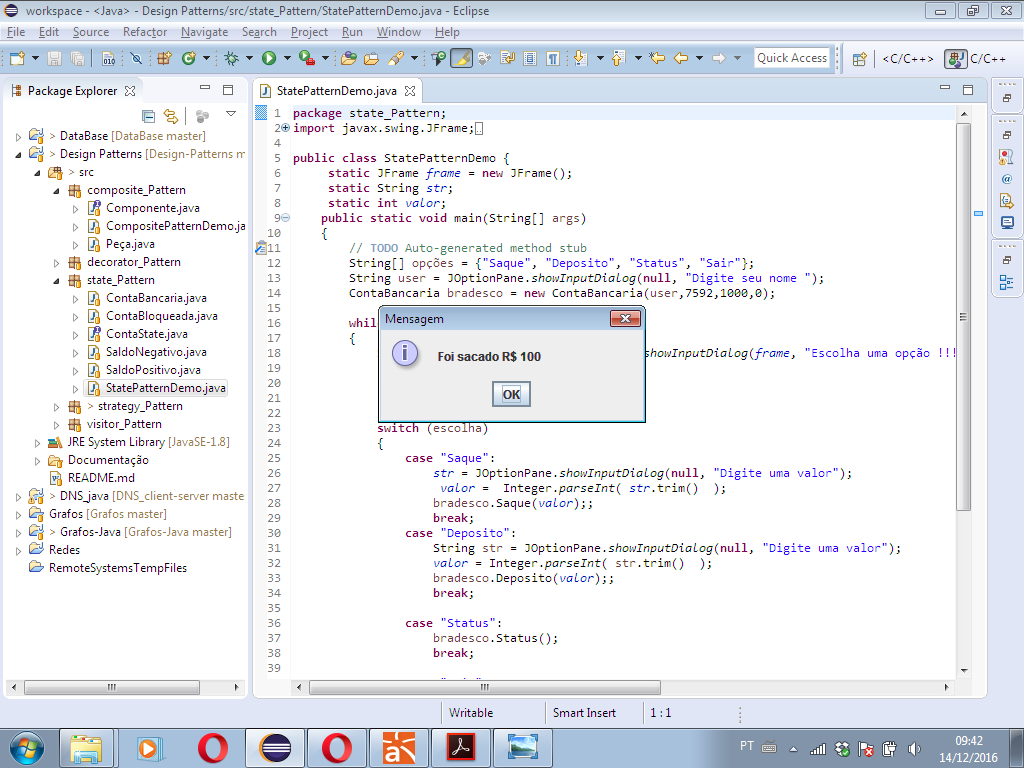 workspace - <Java> - Design Patterns/src/state_Pattern/StatePatternDemo.java - Eclipse
File Edit Source Refactor Navigate Search Project Run Window Help
Quick Access <C/C++> C/C++
Package Explorer
> DataBase [DataBase master]
> Design Patterns [Design-Patterns m
> src
composite_Pattern
Componente.java
CompositePatternDemo.ja
Peça.java
decorator_Pattern
state_Pattern
ContaBancaria.java
ContaBloqueada.java
ContaState.java
SaldoNegativo.java
SaldoPositivo.java
StatePatternDemo.java
> strategy_Pattern
visitor_Pattern
JRE System Library [JavaSE-1.8]
Documentação
README.md
> DNS_java [DNS_client-server maste
Grafos [Grafos master]
> Grafos-Java [Grafos-Java master]
Redes
RemoteSystemsTempFiles
StatePatternDemo.java
1 package state_Pattern;
2 import javax.swing.JFrame;
4
5 public class StatePatternDemo {
6 static JFrame frame = new JFrame();
7 static String str;
8 static int valor;
9 public static void main(String[] args)
10 {
11 // TODO Auto-generated method stub
12 String[] opções = {"Saque", "Deposito", "Status", "Sair"};
13 String user = JOptionPane.showInputDialog(null, "Digite seu nome ");
14 ContaBancaria bradesco = new ContaBancaria(user,7592,1000,0);
15
16 whil
17 {
18 showInputDialog(frame, "Escolha uma opção !!!
19
20
21
22
23 switch (escolha)
24 {
25 case "Saque":
26 str = JOptionPane.showInputDialog(null, "Digite uma valor");
27 valor = Integer.parseInt( str.trim() );
28 bradesco.Saque(valor);;
29 break;
30 case "Deposito":
31 String str = JOptionPane.showInputDialog(null, "Digite uma valor");
32 valor = Integer.parseInt( str.trim() );
33 bradesco.Deposito(valor);;
34 break;
35
36 case "Status":
37 bradesco.Status();
38 break;
39
Mensagem
Foi sacado R$ 100
OK
Writable Smart Insert 1 : 1
PT
09:42
14/12/2016